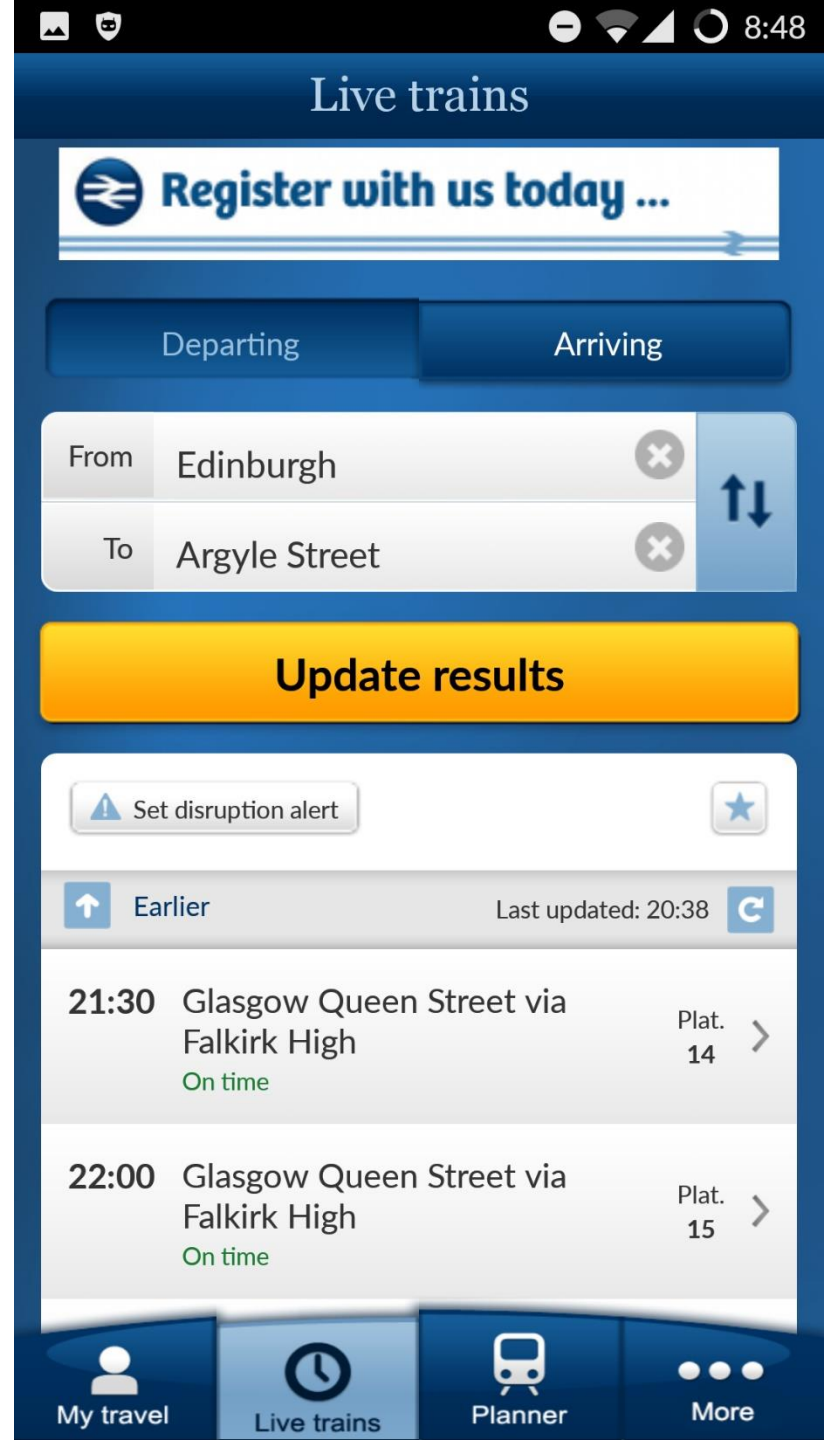 8:48
Live trains
Register with us today ...
Departing
Arriving
From Edinburgh
To Argyle Street
Update results
Set disruption alert
Earlier Last updated: 20:38
21:30 Glasgow Queen Street via
Falkirk High
On time
Plat.
14
22:00 Glasgow Queen Street via
Falkirk High
On time
Plat.
15
My travel
Live trains
Planner
More